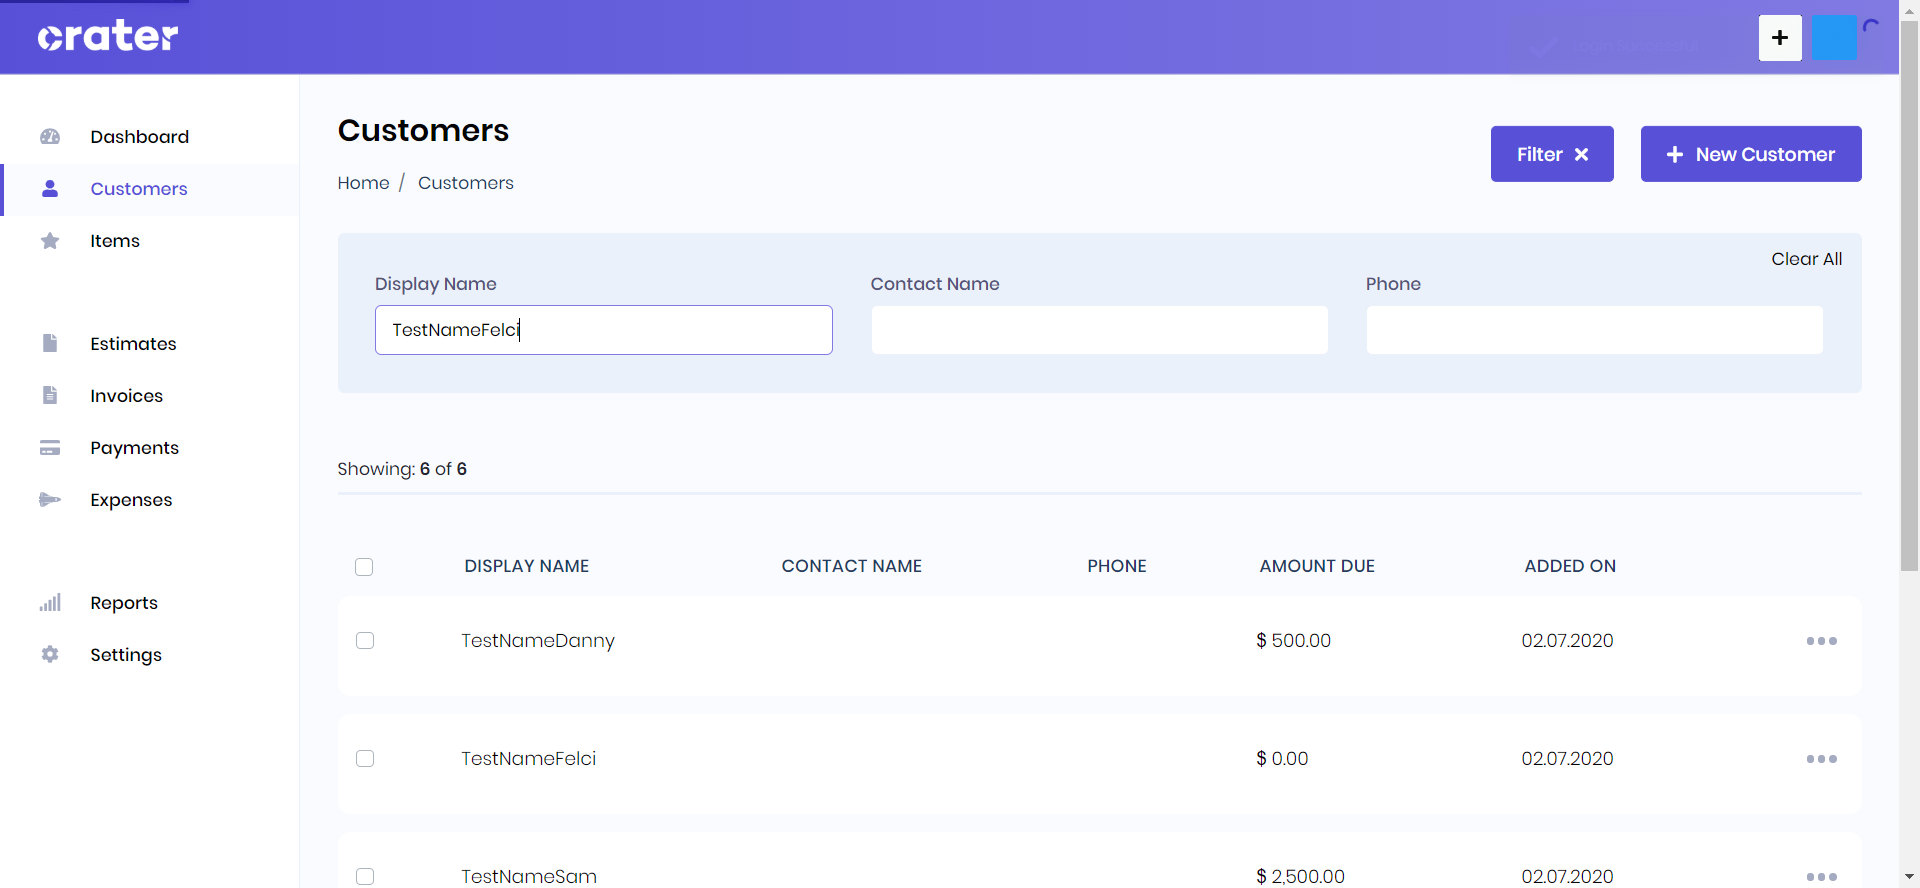 crater
Dashboard
Customers
Items
Estimates
Invoices
Payments
Expenses
Reports
Settings
Customers
Home / Customers
Filter
New Customer
Clear All
Display Name
Contact Name
Phone
TestNameFelci
Showing: 6 of 6
DISPLAY NAME CONTACT NAME PHONE AMOUNT DUE ADDED ON
TestNameDanny $ 500.00 02.07.2020
TestNameFelci $ 0.00 02.07.2020
TestNameSam $ 2,500.00 02.07.2020